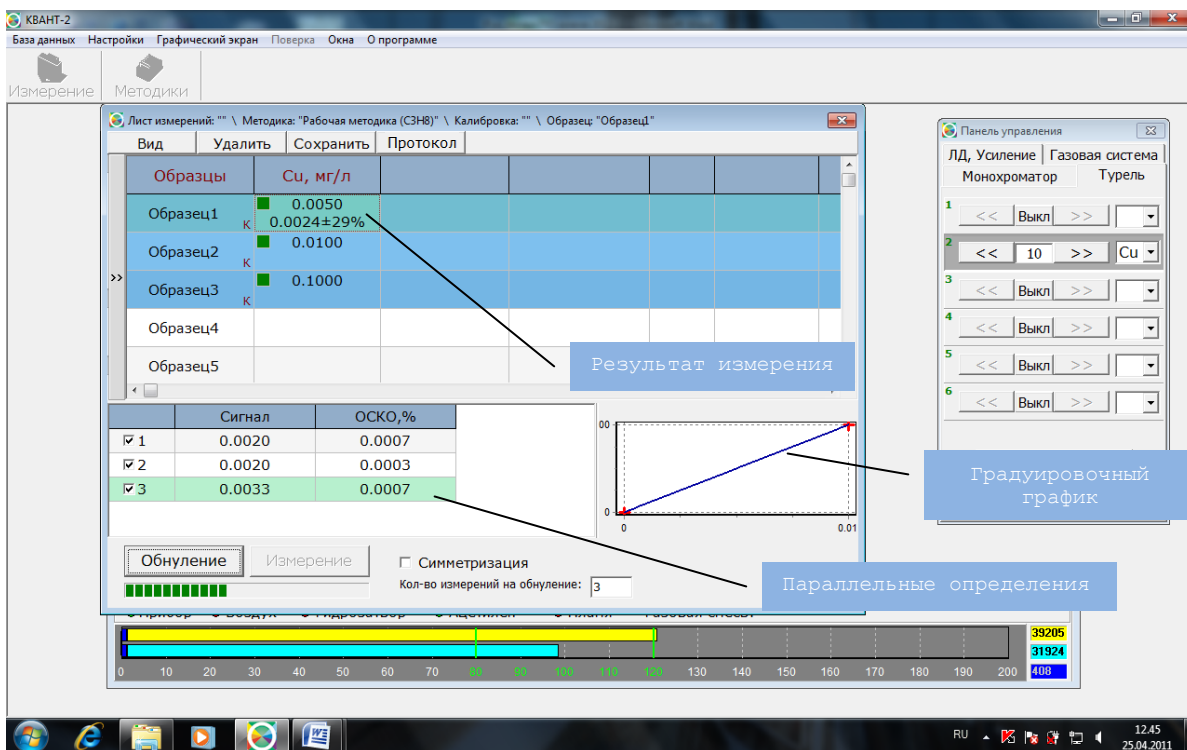 КВАНТ-2
База данных Настройки Графический экран Поверка Окна О программе
Измерение Методики
Лист измерений: "" \ Методика: "Рабочая методика (C3H8)" \ Калибровка: "" \ Образец: "Образец1"
Вид Удалить Сохранить Протокол
Образцы Cu, мг/л
Образец1 К 0.0050
0.0024±29%
Образец2 К 0.0100
>>
Образец3 К 0.1000
Образец4
Образец5
Результат измерения
Сигнал ОСКО,%
1 0.0020 0.0007
2 0.0020 0.0003
3 0.0033 0.0007
00
0
0 0.01
Градуировочный
график
Параллельные определения
Обнуление Измерение
Симметризация
Кол-во измерений на обнуление: 3
Панель управления
ЛД, Усиление Газовая система
Монохроматор Турель
1 << Выкл >>
2 << 10 >> Cu
3 << Выкл >>
4 << Выкл >>
5 << Выкл >>
6 << Выкл >>
39205
31924
408
0 10 20 30 40 50 60 70 80 90 100 110 120 130 140 150 160 170 180 190 200
RU
12.45
25.04.2011